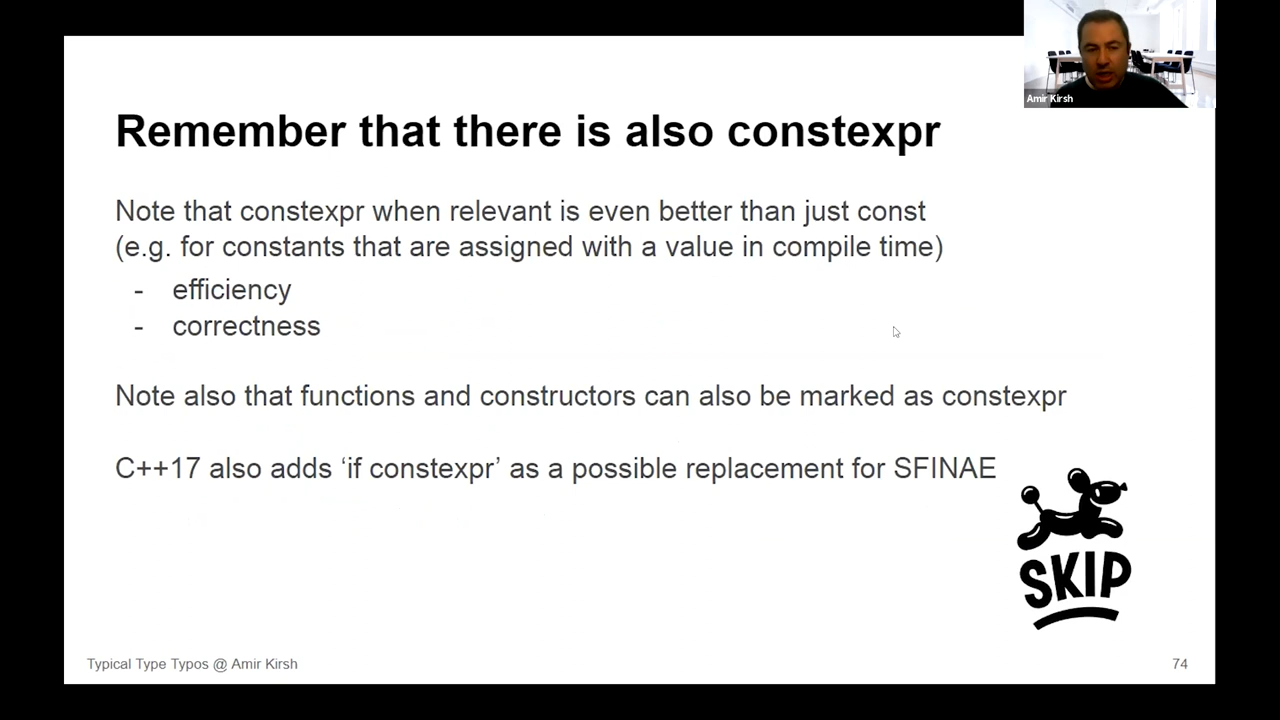 Amir Kirsh
Remember that there is also constexpr
Note that constexpr when relevant is even better than just const
(e.g. for constants that are assigned with a value in compile time)
- efficiency
- correctness
Note also that functions and constructors can also be marked as constexpr
C++17 also adds ‘if constexpr’ as a possible replacement for SFINAE
SKIP
Typical Type Typos @ Amir Kirsh
74